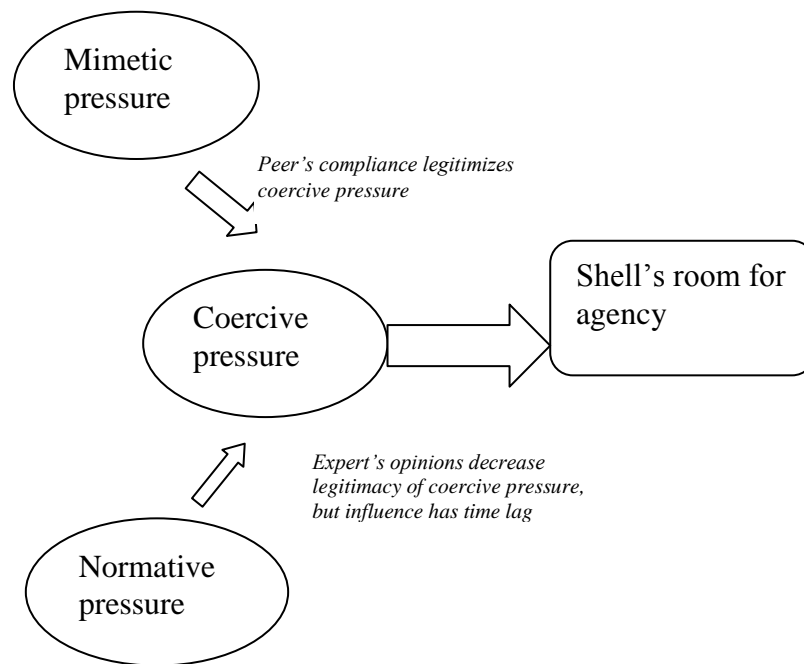 Mimetic
pressure
Peer’s compliance legitimizes
coercive pressure
Shell’s room for
agency
Coercive
pressure
Expert’s opinions decrease
legitimacy of coercive pressure,
but influence has time lag
Normative
pressure